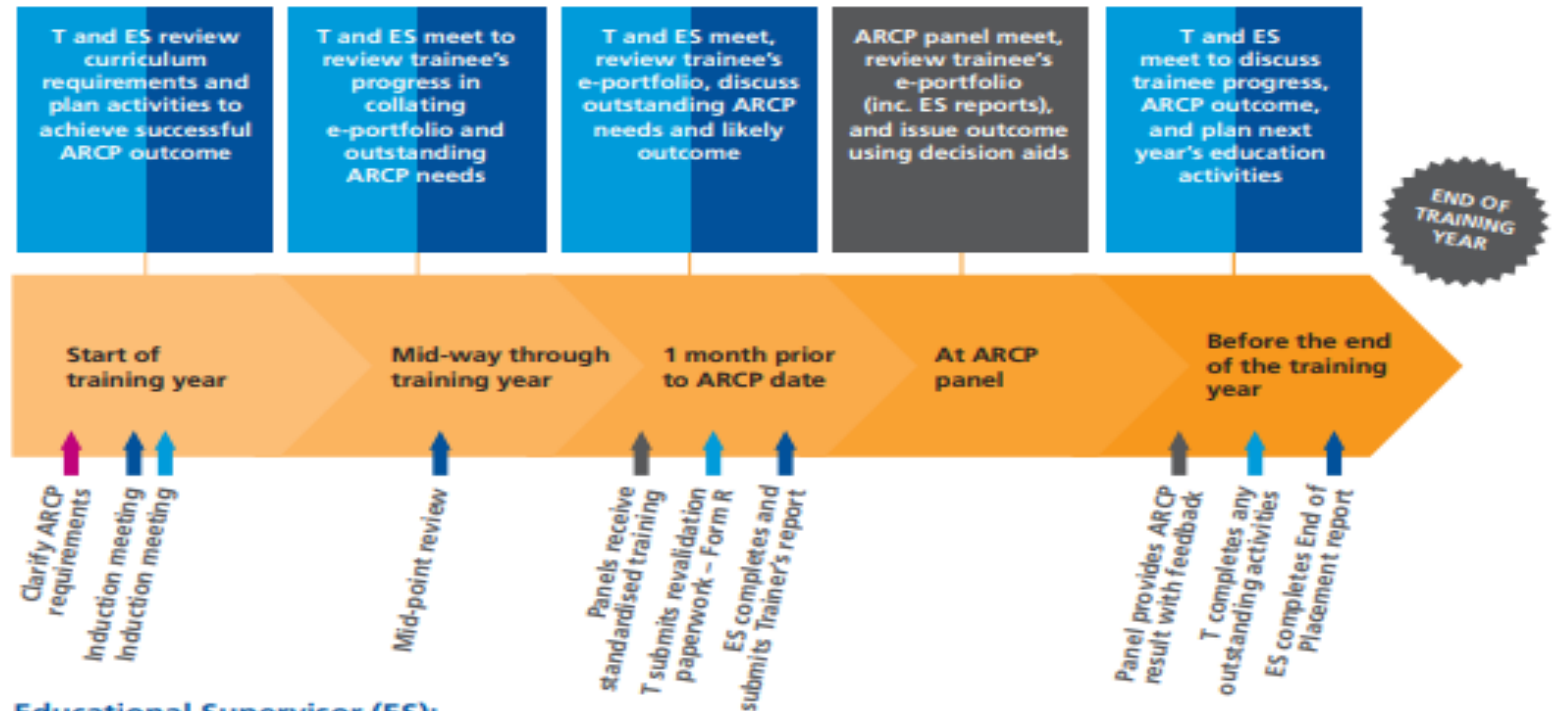 T and ES review
curriculum
requirements and
plan activities to
achieve successful
ARCP outcome
T and ES meet to
review trainee's
progress in
collating
e-portfolio and
outstanding
ARCP needs
T and ES meet,
review trainee's
e-portfolio, discuss
outstanding ARCP
needs and likely
outcome
ARCP panel meet,
review trainee's
e-portfolio
(inc. ES reports),
and issue outcome
using decision aids
T and ES
meet to discuss
trainee progress,
ARCP outcome,
and plan next
year's education
activities
END OF
TRAINING
YEAR
Start of
training year
Mid-way through
training year
1 month prior
to ARCP date
At ARCP
panel
Before the end
of the training
year
Clarify ARCP
requirements
Induction meeting
Induction meeting
Mid-point review
Panels receive
standardised training
T submits revalidation
paperwork – Form R
ES completes and
submits Trainer's report
Panel provides ARCP
result with feedback
T completes any
outstanding activities
ES completes End of
Placement report
Educational Supervisor (ES):